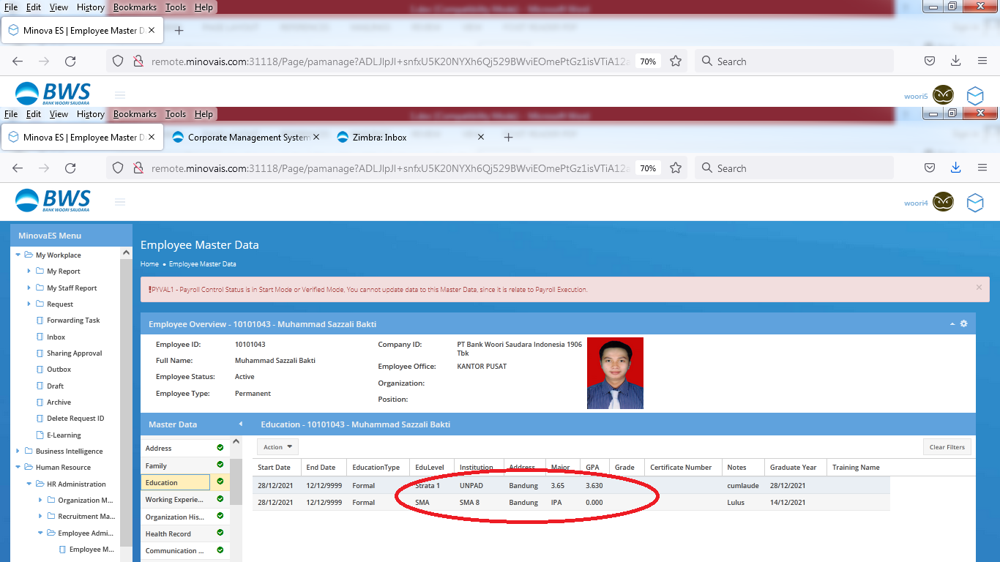 File Edit View History Bookmarks Tools Help
Minova ES | Employee Master D
remote.minovais.com:31118/Page/pamanage?ADLJlpJl+snfxU5K20NYXh6Qj529BWviEOmePtGz1isVTiA12a 70% Search
BWS woori5
BANK WOORI SAUDARA
File Edit View History Bookmarks Tools Help
Minova ES | Employee Master D Corporate Management System Zimbra: Inbox
remote.minovais.com:31118/Page/pamanage?ADLJlpJl+snfxU5K20NYXh6Qj529BWviEOmePtGz1isVTiA12a 70% Search
BWS woori4
BANK WOORI SAUDARA
MinovaES Menu
My Workplace
My Report
My Staff Report
Request
Forwarding Task
Inbox
Sharing Approval
Outbox
Draft
Archive
Delete Request ID
E-Learning
Business Intelligence
Human Resource
HR Administration
Organization M...
Recruitment Ma...
Employee Admi...
Employee M...
Employee Master Data
Home • Employee Master Data
!PYVAL1 - Payroll Control Status is in Start Mode or Verified Mode, You cannot update data to this Master Data, since it is relate to Payroll Execution. ×
Employee Overview - 10101043 - Muhammad Sazzali Bakti
Employee ID: 10101043
Full Name: Muhammad Sazzali Bakti
Employee Status: Active
Employee Type: Permanent
Company ID: PT Bank Woori Saudara Indonesia 1906
Tbk
Employee Office: KANTOR PUSAT
Organization:
Position:
Master Data
Address
Family
Education
Working Experie...
Organization His...
Health Record
Communication ...
Education - 10101043 - Muhammad Sazzali Bakti
Action Clear Filters
Start Date End Date EducationType EduLevel Institution Address Major GPA Grade Certificate Number Notes Graduate Year Training Name
28/12/2021 12/12/9999 Formal Strata 1 UNPAD Bandung 3.65 3.630 cumlaude 28/12/2021
28/12/2021 12/12/9999 Formal SMA SMA 8 Bandung IPA 0.000 Lulus 14/12/2021